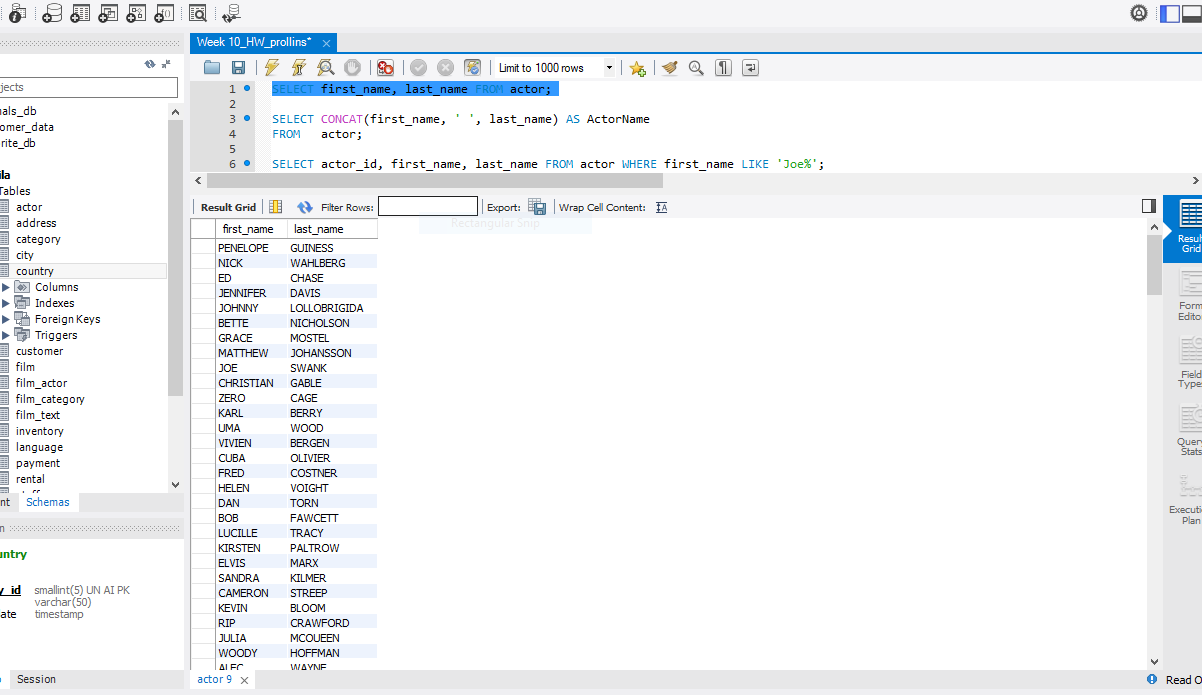 Week 10_HW_prollins*
Limit to 1000 rows
jects
1 SELECT first_name, last_name FROM actor;
2
3 SELECT CONCAT(first_name, ' ', last_name) AS ActorName
4 FROM actor;
5
6 SELECT actor_id, first_name, last_name FROM actor WHERE first_name LIKE 'Joe%';
nals_db
omer_data
rite_db
ila
Tables
actor
address
category
city
country
Columns
Indexes
Foreign Keys
Triggers
customer
film
film_actor
film_category
film_text
inventory
language
payment
rental
nt Schemas
n
untry
y_id smallint(5) UN AI PK
varchar(50)
ate timestamp
Session
Result Grid Filter Rows: Export: Wrap Cell Content:
Rectangular Snip
first_name last_name
PENELOPE GUINESS
NICK WAHLBERG
ED CHASE
JENNIFER DAVIS
JOHNNY LOLLOBRIGIDA
BETTE NICHOLSON
GRACE MOSTEL
MATTHEW JOHANSSON
JOE SWANK
CHRISTIAN GABLE
ZERO CAGE
KARL BERRY
UMA WOOD
VIVIEN BERGEN
CUBA OLIVIER
FRED COSTNER
HELEN VOIGHT
DAN TORN
BOB FAWCETT
LUCILLE TRACY
KIRSTEN PALTROW
ELVIS MARX
SANDRA KILMER
CAMERON STREEP
KEVIN BLOOM
RIP CRAWFORD
JULIA MCQUEEN
WOODY HOFFMAN
ALEC WAYNE
Result
Grid
Form
Edito
Field
Types
Query
Stats
Executi
Plan
actor 9
Read O